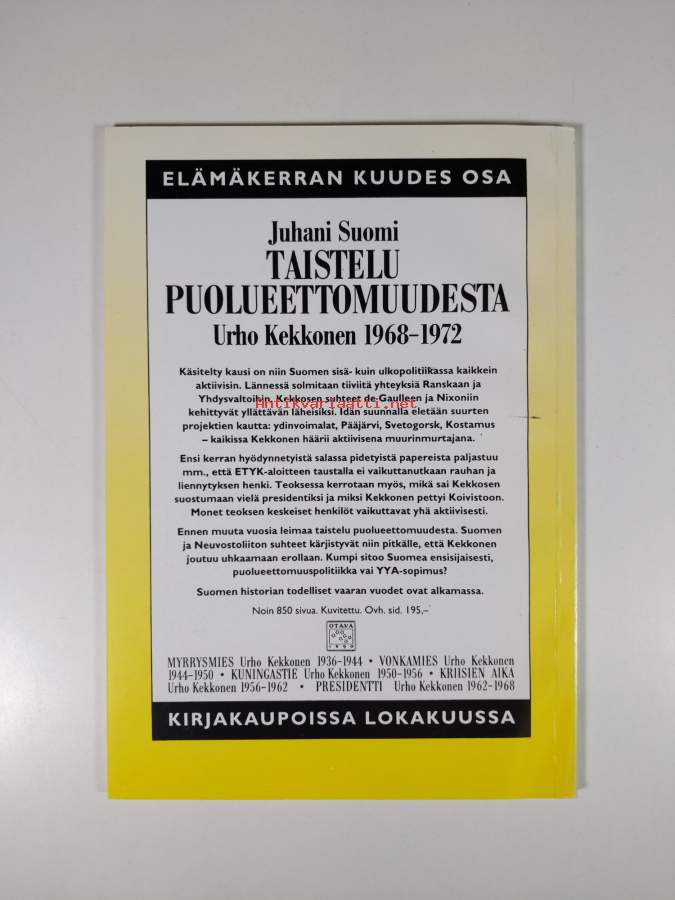 ELÄMÄKERRAN KUUDES OSA
Juhani Suomi
TAISTELU
PUOLUEETTOMUUDESTA
Urho Kekkonen 1968–1972
Käsitelty kausi on niin Suomen sisä- kuin ulkopolitiikassa kaikkein
aktiivisin. Lännessä solmitaan tiiviitä yhteyksiä Ranskaan ja
Yhdysvaltoihin. Kekkosen suhteet de Gaulleen ja Nixoniin
Antikvariaatti.net
kehittyvät yllättävän läheisiksi. Idän suunnalla eletään suurten
projektien kautta: ydinvoimalat, Pääjärvi, Svetogorsk, Kostamus
– kaikissa Kekkonen häärii aktiivisena muurinmurtajana.
Ensi kerran hyödynnetyistä salassa pidetyistä papereista paljastuu
mm., että ETYK-aloitteen taustalla ei vaikuttanutkaan rauhan ja
liennytyksen henki. Teoksessa kerrotaan myös, mikä sai Kekkosen
suostumaan vielä presidentiksi ja miksi Kekkonen pettyi Koivistoon.
Monet teoksen keskeiset henkilöt vaikuttavat yhä aktiivisesti.
Ennen muuta vuosia leimaa taistelu puolueettomuudesta. Suomen
ja Neuvostoliiton suhteet kärjistyvät niin pitkälle, että Kekkonen
joutuu uhkaamaan erollaan. Kumpi sitoo Suomea ensisijaisesti,
puolueettomuuspolitiikka vai YYA-sopimus?
Suomen historian todelliset vaaran vuodet ovat alkamassa.
Noin 850 sivua. Kuvitettu. Ovh. sid. 195,–
OTAVA
1890
MYRRYSMIES Urho Kekkonen 1936-1944 • VONKAMIES Urho Kekkonen
1944-1950 • KUNINGASTIE Urho Kekkonen 1950-1956 • KRIISIEN AIKA
Urho Kekkonen 1956-1962 • PRESIDENTTI Urho Kekkonen 1962-1968
KIRJAKAUPOISSA LOKAKUUSSA